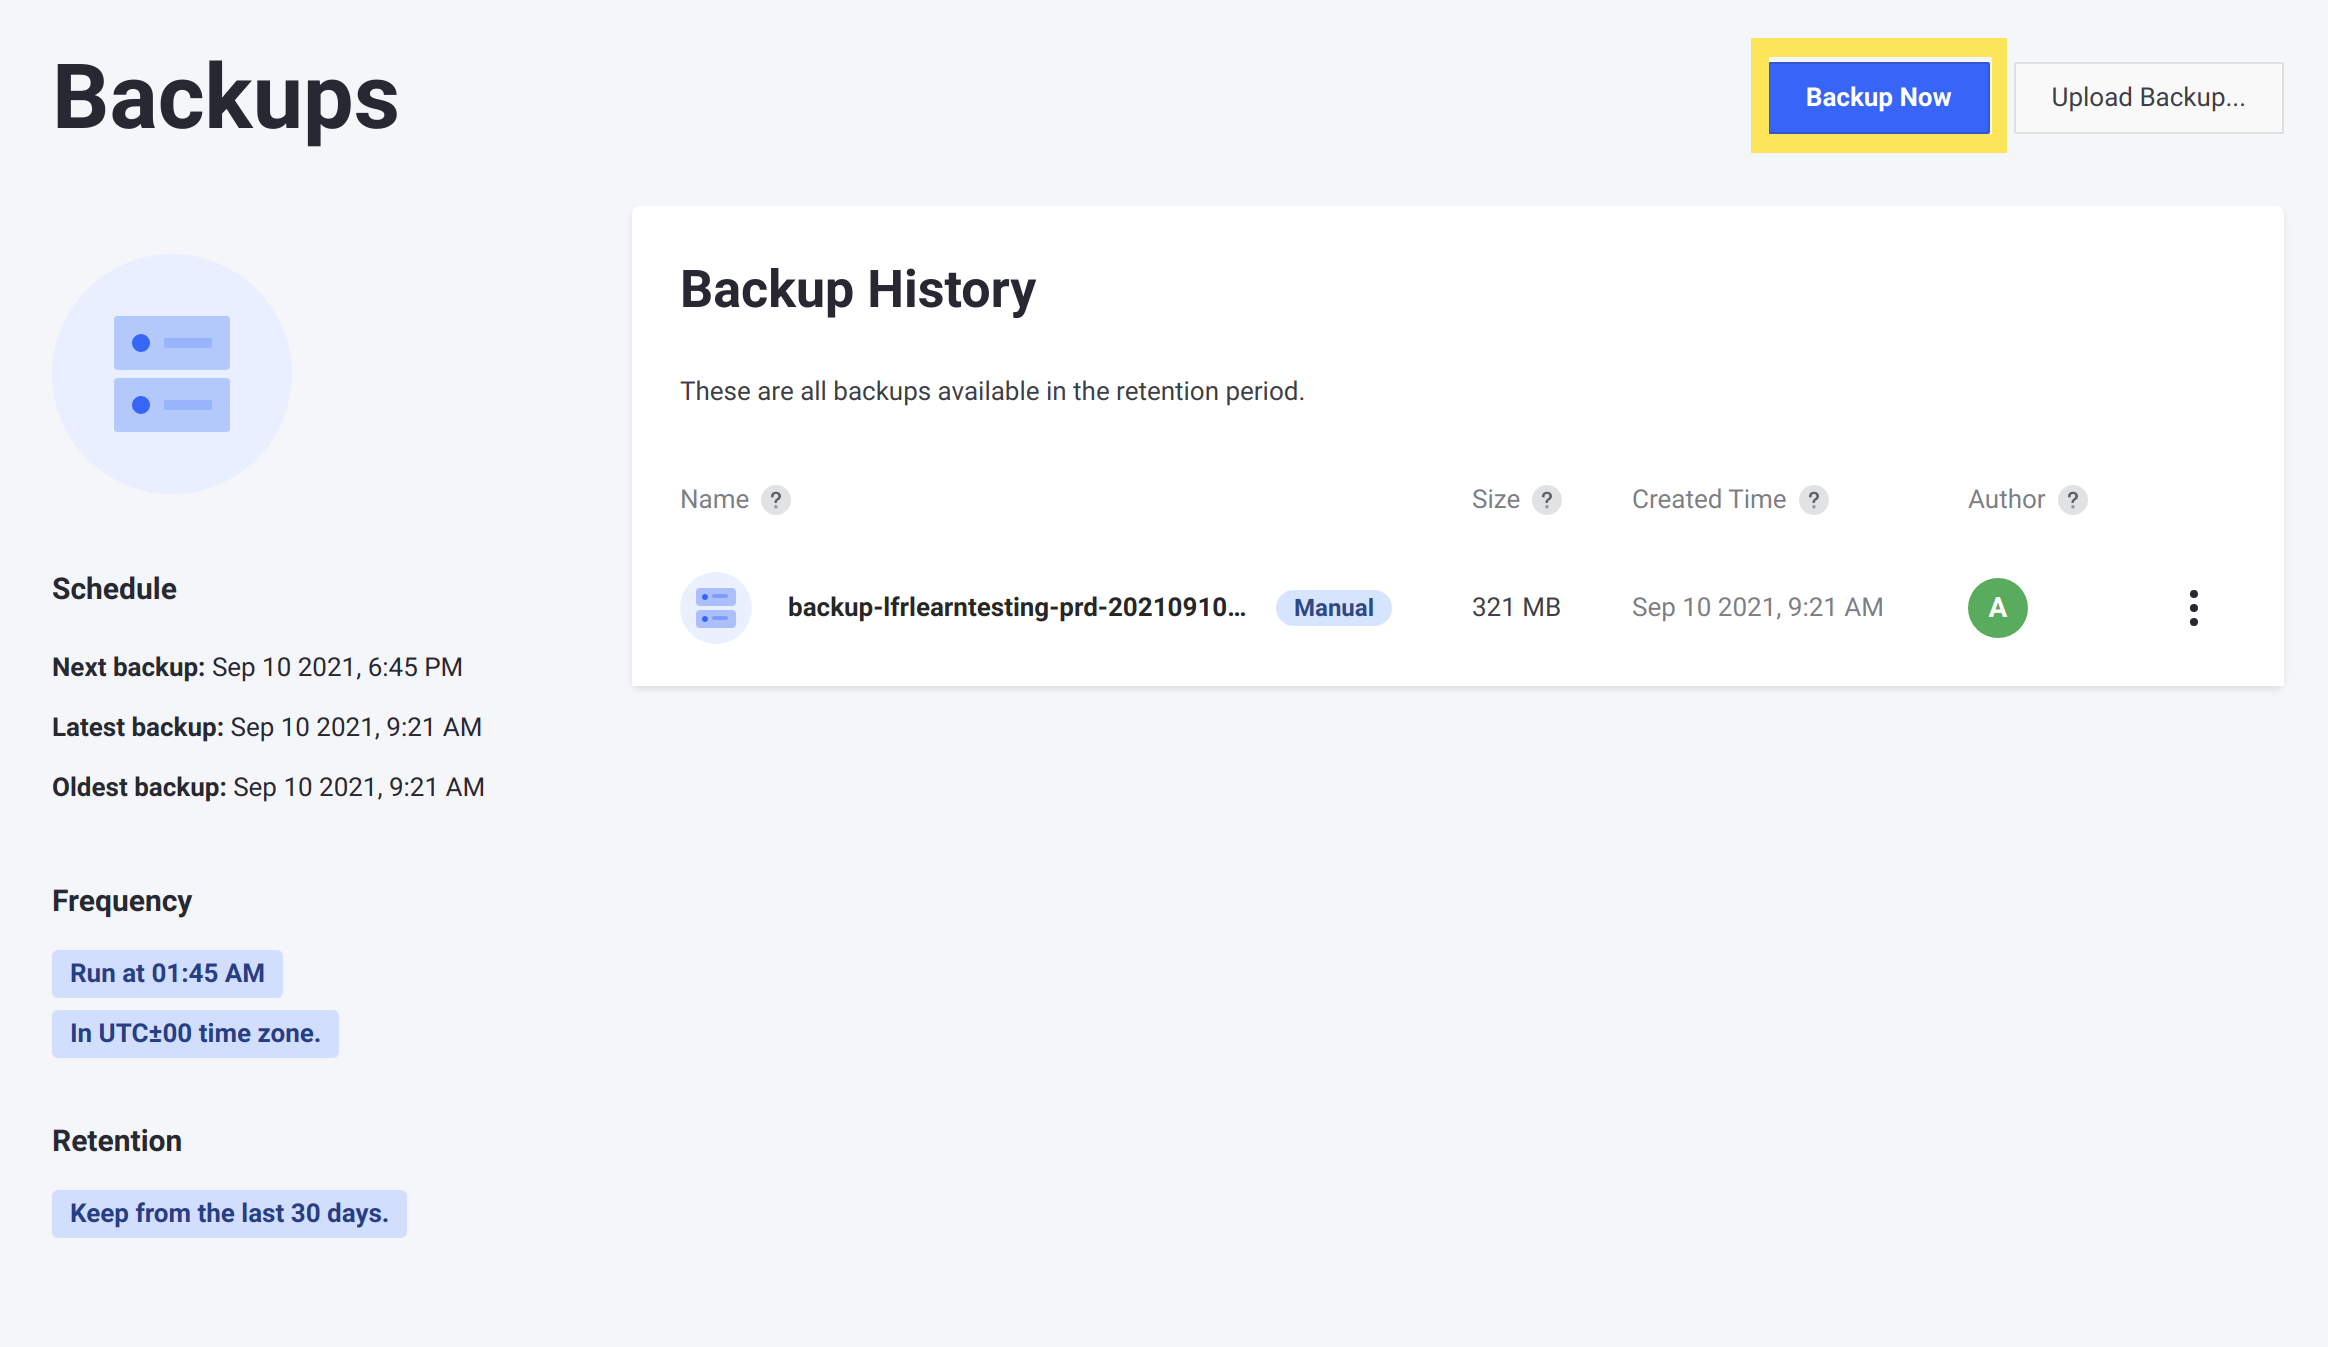 Backups
Backup Now
Upload Backup...
Schedule
Next backup: Sep 10 2021, 6:45 PM
Latest backup: Sep 10 2021, 9:21 AM
Oldest backup: Sep 10 2021, 9:21 AM
Frequency
Run at 01:45 AM
In UTC±00 time zone.
Retention
Keep from the last 30 days.
Backup History
These are all backups available in the retention period.
Name ? Size ? Created Time ? Author ?
backup-lfrlearntesting-prd-20210910... Manual 321 MB Sep 10 2021, 9:21 AM A